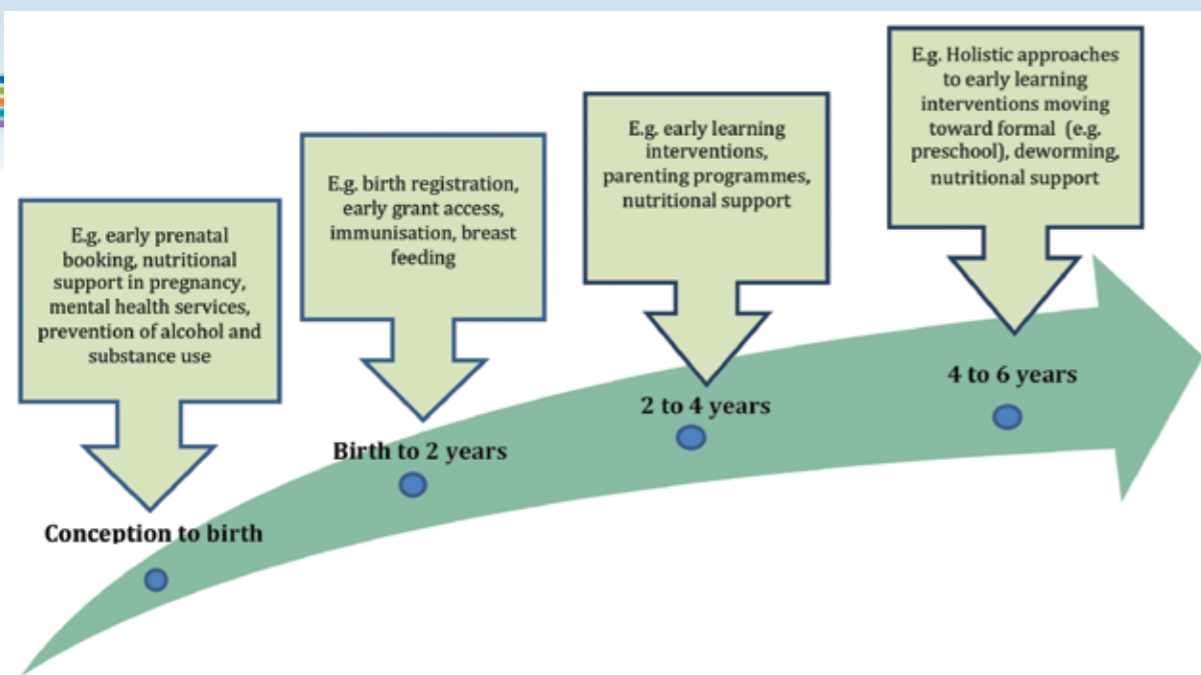 E.g. early prenatal
booking, nutritional
support in pregnancy,
mental health services,
prevention of alcohol and
substance use
Conception to birth
E.g. birth registration,
early grant access,
immunisation, breast
feeding
Birth to 2 years
E.g. early learning
interventions,
parenting programmes,
nutritional support
2 to 4 years
E.g. Holistic approaches
to early learning
interventions moving
toward formal (e.g.
preschool), deworming,
nutritional support
4 to 6 years